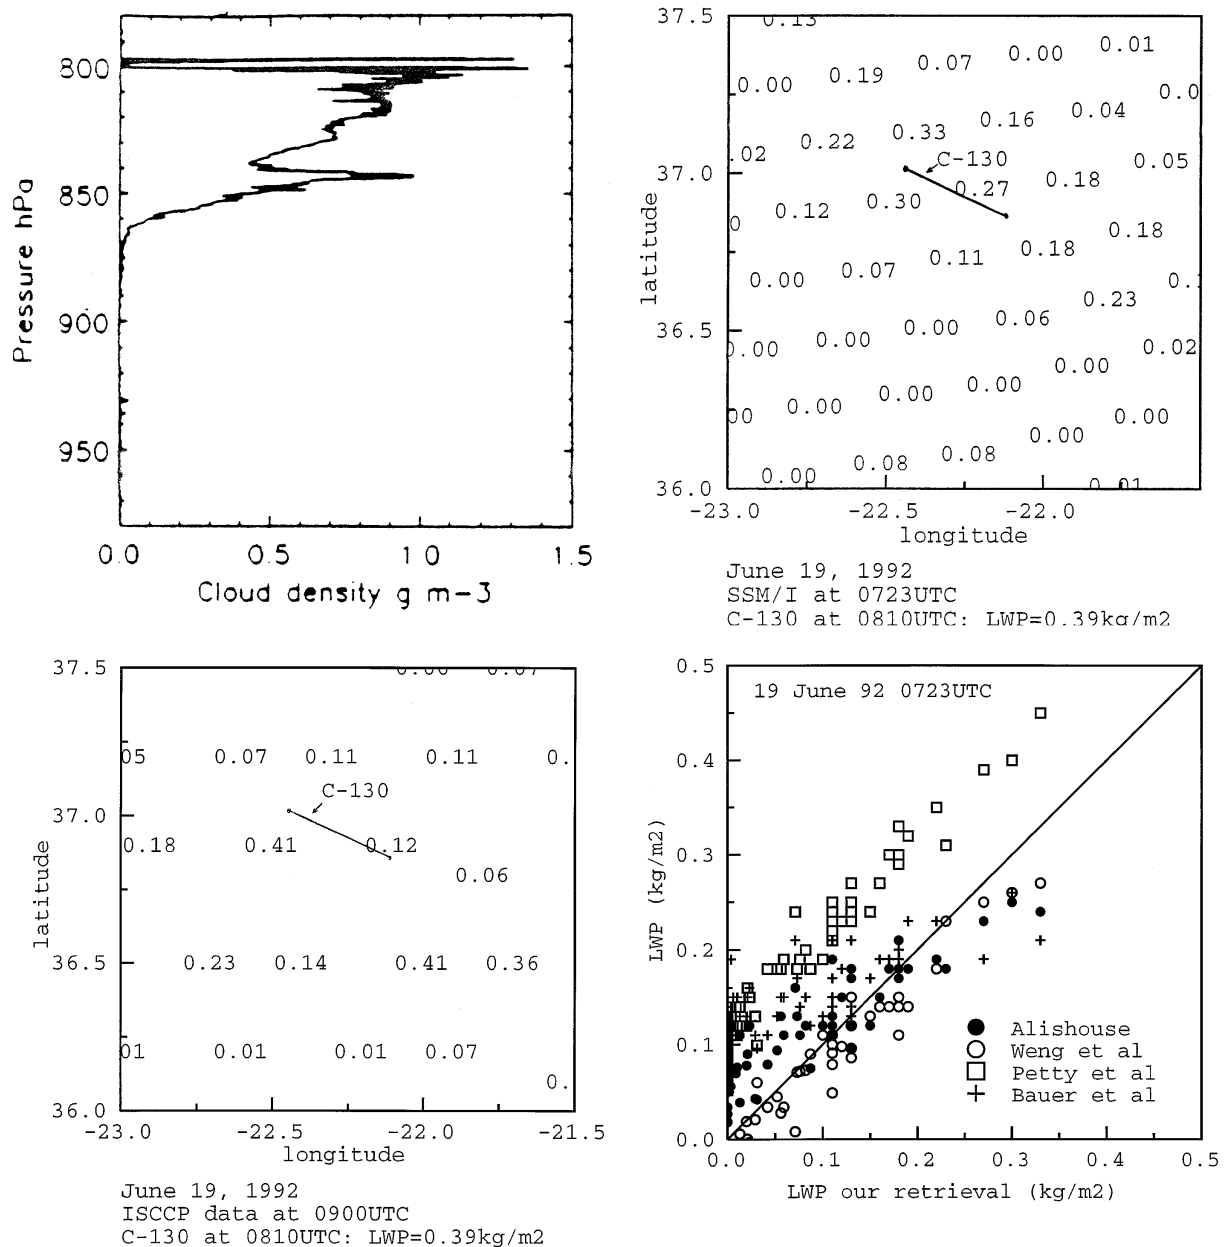 800
850
900
950
Pressure hPa
0.0 0.5 1.0 1.5
Cloud density g m-3
37.5
37.0
36.5
36.0
latitude
0.13
0.00 0.19 0.07 0.00 0.01
.02 0.22 0.33 0.16 0.04 0.0
C-130
0.12 0.30 0.27 0.18 0.05
0.00 0.07 0.11 0.18 0.18
.00 0.00 0.00 0.06 0.23
00 0.00 0.00 0.00 0.00 0.02
0.00 0.08 0.08 0.00 0.00
-23.0 -22.5 -22.0
longitude
June 19, 1992
SSM/I at 0723UTC
C-130 at 0810UTC: LWP=0.39kg/m2
37.5
37.0
36.5
36.0
latitude
05 0.07 0.11 0.11 0.
C-130
0.18 0.41 0.12
0.06
0.23 0.14 0.41 0.36
01 0.01 0.01 0.07
0.
-23.0 -22.5 -22.0 -21.5
longitude
June 19, 1992
ISCCP data at 0900UTC
C-130 at 0810UTC: LWP=0.39kg/m2
19 June 92 0723UTC
0.5
0.4
0.3
0.2
0.1
0.0
LWP (kg/m2)
Alishouse
Weng et al
Petty et al
Bauer et al
0.0 0.1 0.2 0.3 0.4 0.5
LWP our retrieval (kg/m2)